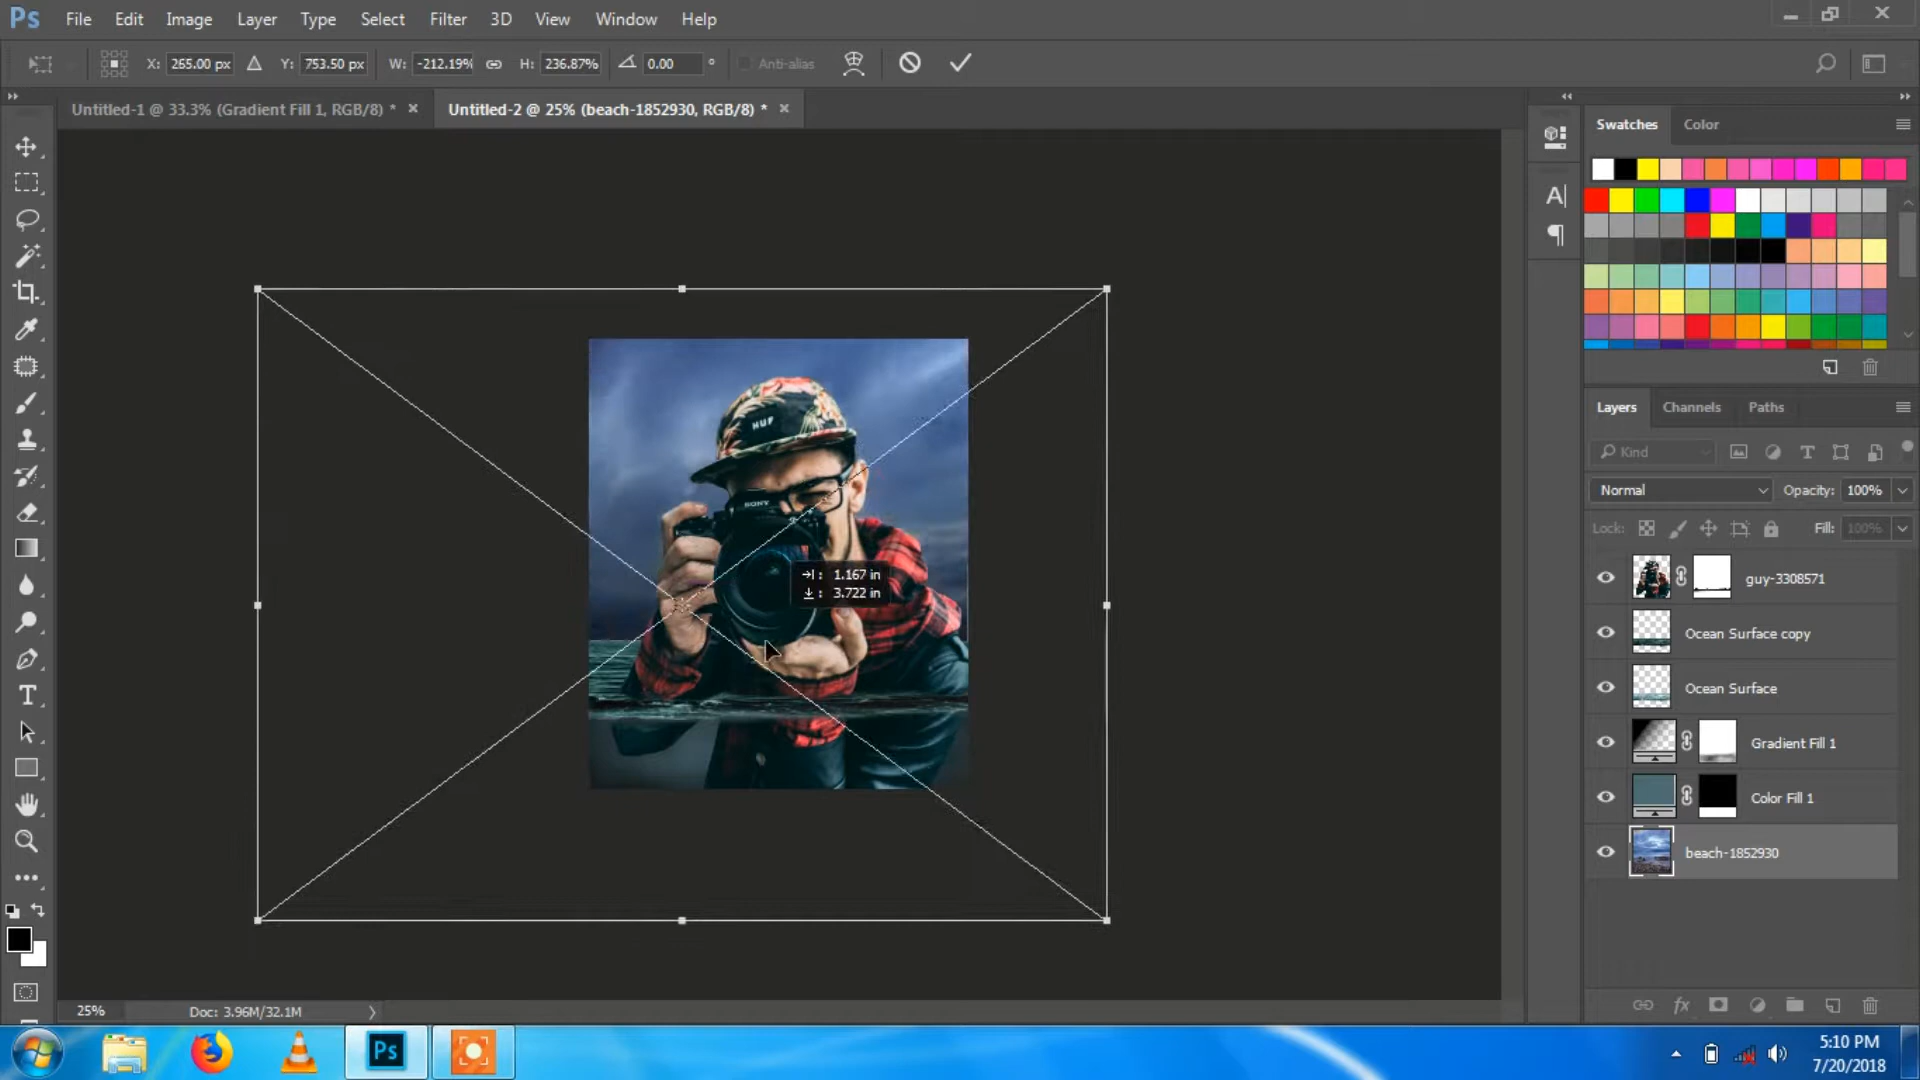 Ps File Edit Image Layer Type Select Filter 3D View Window Help
X: 265.00 px Y: 753.50 px W: -212.19% H: 236.87% 0.00 ° Anti-alias
Untitled-1 @ 33.3% (Gradient Fill 1, RGB/8) * Untitled-2 @ 25% (beach-1852930, RGB/8) *
Swatches Color
HUF
SONY
1.167 in
3.722 in
Layers Channels Paths
Kind
Normal Opacity: 100%
Lock: Fill: 100%
guy-3308571
Ocean Surface copy
Ocean Surface
Gradient Fill 1
Color Fill 1
beach-1852930
25% Doc: 3.96M/32.1M
Ps
5:10 PM
7/20/2018